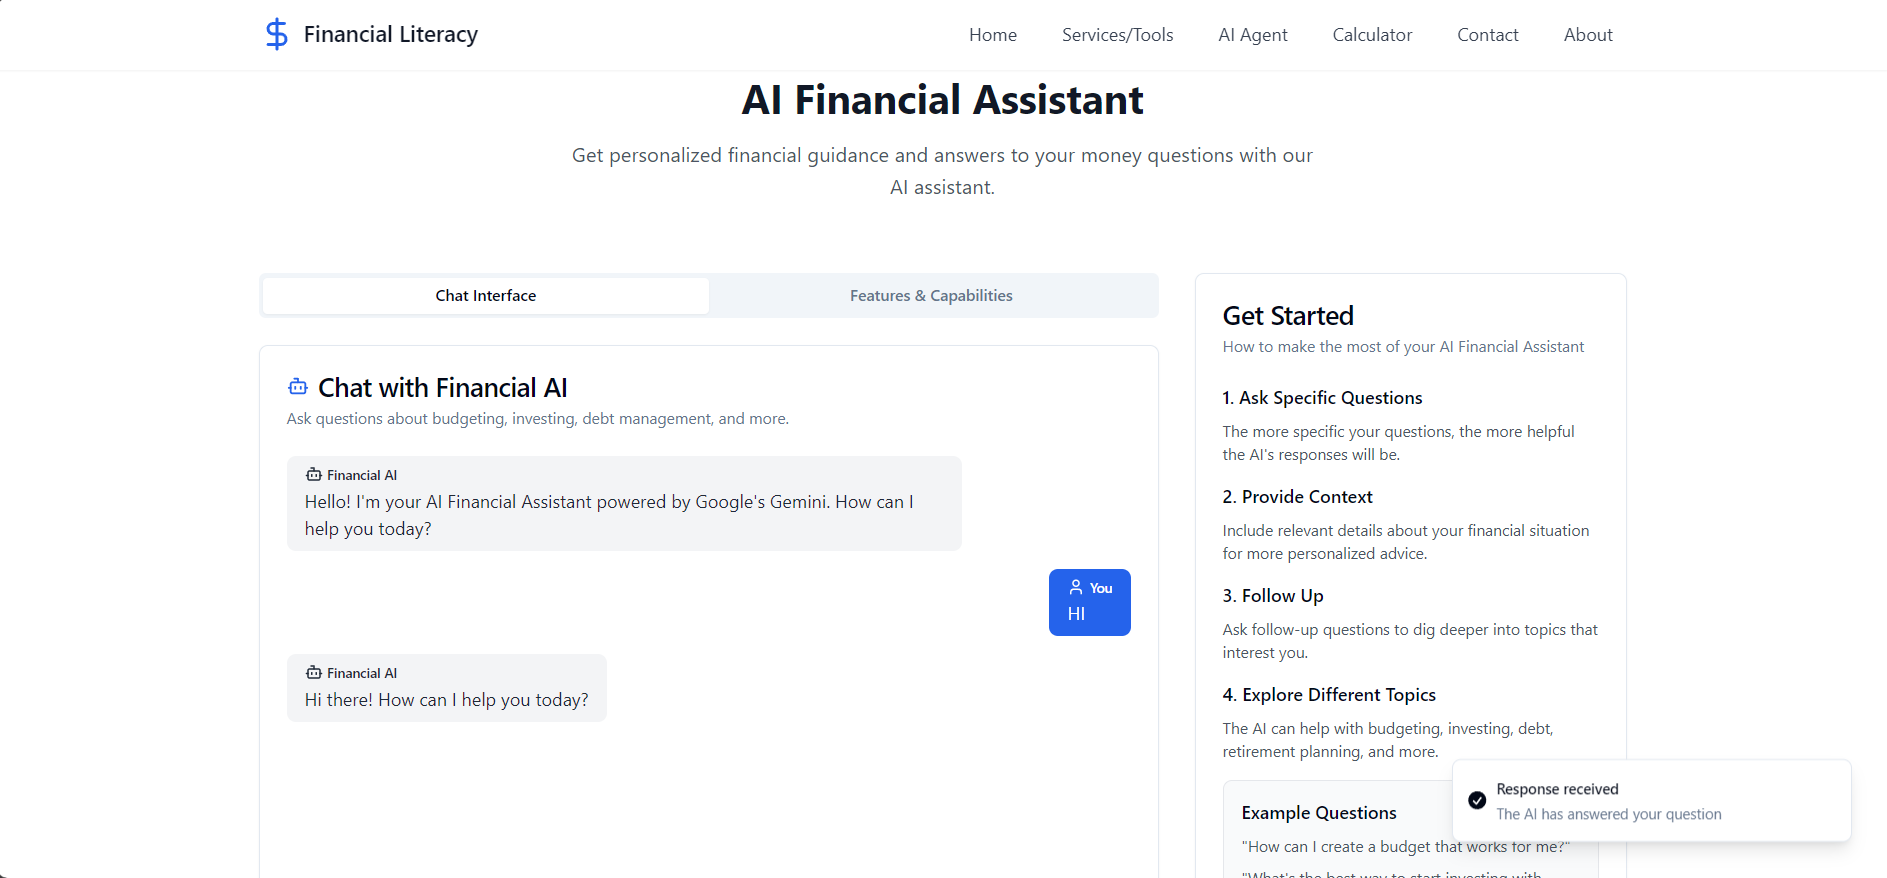 Financial Literacy
Home
Services/Tools
AI Agent
Calculator
Contact
About
AI Financial Assistant
Get personalized financial guidance and answers to your money questions with our
AI assistant.
Chat Interface
Features & Capabilities
Chat with Financial AI
Ask questions about budgeting, investing, debt management, and more.
Financial AI
Hello! I'm your AI Financial Assistant powered by Google's Gemini. How can I
help you today?
You
HI
Financial AI
Hi there! How can I help you today?
Get Started
How to make the most of your AI Financial Assistant
1. Ask Specific Questions
The more specific your questions, the more helpful
the AI's responses will be.
2. Provide Context
Include relevant details about your financial situation
for more personalized advice.
3. Follow Up
Ask follow-up questions to dig deeper into topics that
interest you.
4. Explore Different Topics
The AI can help with budgeting, investing, debt,
retirement planning, and more.
Example Questions
"How can I create a budget that works for me?"
"What's the best way to start investing with
Response received
The AI has answered your question